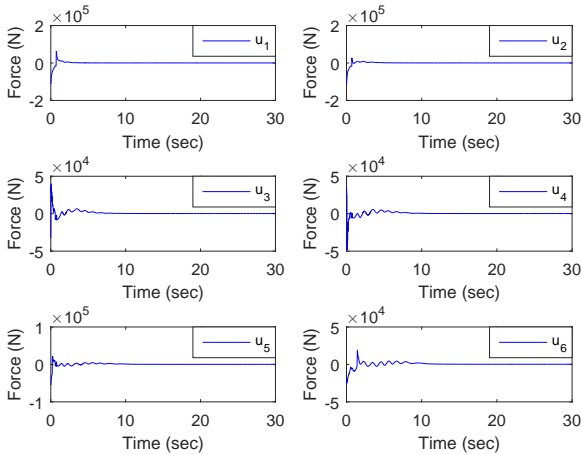 ×10^5
2
0
-2
Force (N)
0 10 20 30
Time (sec)
u_1
×10^5
2
0
-2
Force (N)
0 10 20 30
Time (sec)
u_2
×10^4
5
0
-5
Force (N)
0 10 20 30
Time (sec)
u_3
×10^4
5
0
-5
Force (N)
0 10 20 30
Time (sec)
u_4
×10^5
1
0
-1
Force (N)
0 10 20 30
Time (sec)
u_5
×10^4
5
0
-5
Force (N)
0 10 20 30
Time (sec)
u_6